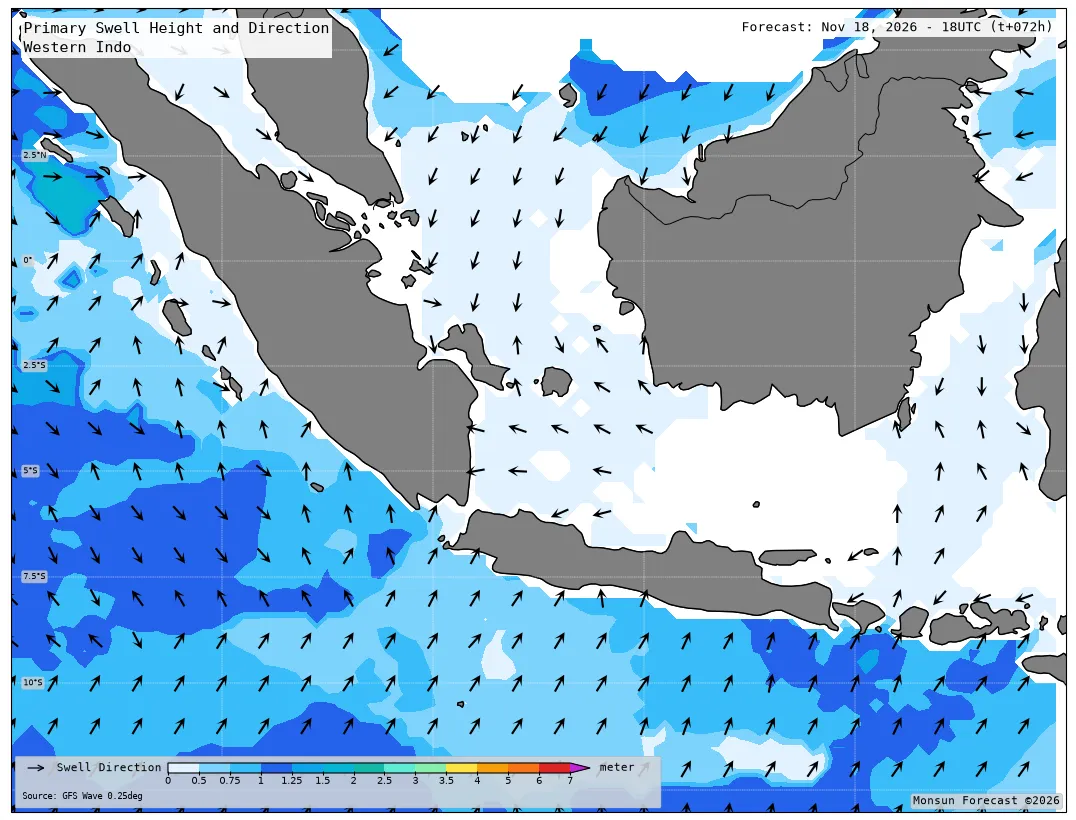 Primary Swell Height and Direction
Western Indo
Forecast: Nov 18, 2026 - 18UTC (t+072h)
2.5°N
0°
2.5°S
5°S
7.5°S
10°S
Swell Direction
0 0.5 0.75 1 1.25 1.5 2 2.5 3 3.5 4 5 6 7
meter
Source: GFS Wave 0.25deg
Monsun Forecast ©2026